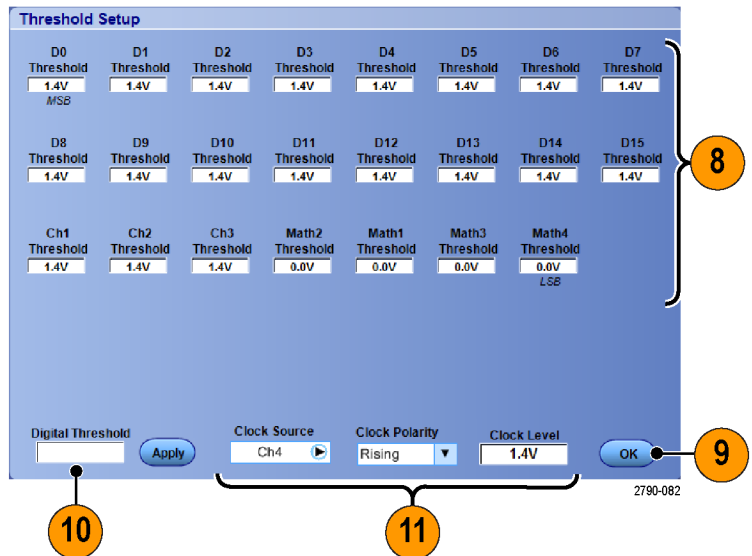 Threshold Setup
D0 D1 D2 D3 D4 D5 D6 D7
Threshold Threshold Threshold Threshold Threshold Threshold Threshold Threshold
1.4V 1.4V 1.4V 1.4V 1.4V 1.4V 1.4V 1.4V
MSB
D8 D9 D10 D11 D12 D13 D14 D15
Threshold Threshold Threshold Threshold Threshold Threshold Threshold Threshold
1.4V 1.4V 1.4V 1.4V 1.4V 1.4V 1.4V 1.4V
8
Ch1 Ch2 Ch3 Math2 Math1 Math3 Math4
Threshold Threshold Threshold Threshold Threshold Threshold Threshold
1.4V 1.4V 1.4V 0.0V 0.0V 0.0V 0.0V
LSB
Digital Threshold Clock Source Clock Polarity Clock Level
Apply Ch4 Rising 1.4V OK 9
2790-082
10 11